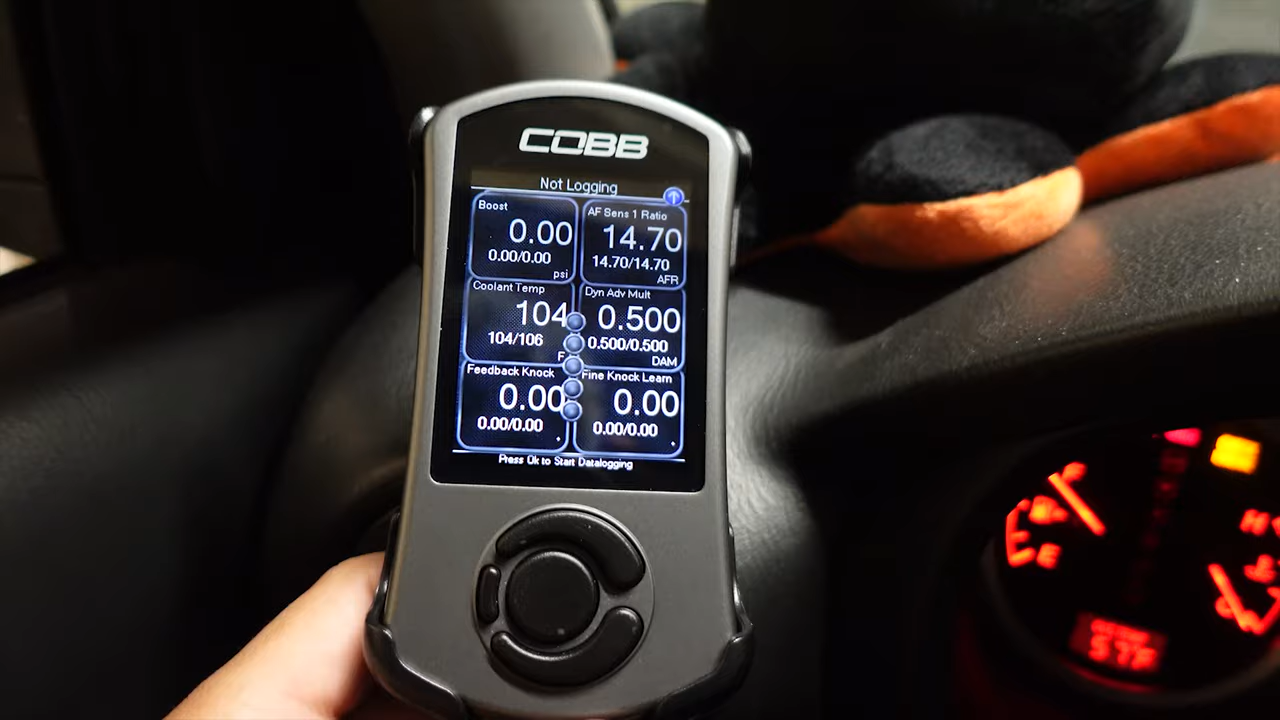 COBB
Not Logging
Boost
0.00
0.00/0.00
psi
AF Sens 1 Ratio
14.70
14.70/14.70
AFR
Coolant Temp
104
104/106
F
Dyn Adv Mult
0.500
0.500/0.500
DAM
Feedback Knock
0.00
0.00/0.00
Fine Knock Learn
0.00
0.00/0.00
Press Ok to Start Datalogging
F
E
H
C
57F